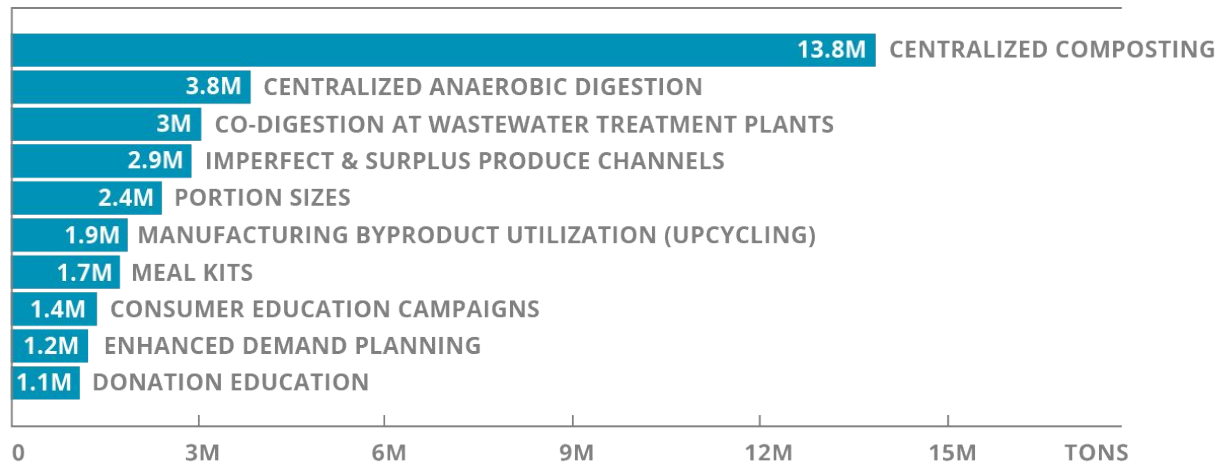 13.8M CENTRALIZED COMPOSTING
3.8M CENTRALIZED ANAEROBIC DIGESTION
3M CO-DIGESTION AT WASTEWATER TREATMENT PLANTS
2.9M IMPERFECT & SURPLUS PRODUCE CHANNELS
2.4M PORTION SIZES
1.9M MANUFACTURING BYPRODUCT UTILIZATION (UPCYCLING)
1.7M MEAL KITS
1.4M CONSUMER EDUCATION CAMPAIGNS
1.2M ENHANCED DEMAND PLANNING
1.1M DONATION EDUCATION
0 3M 6M 9M 12M 15M TONS